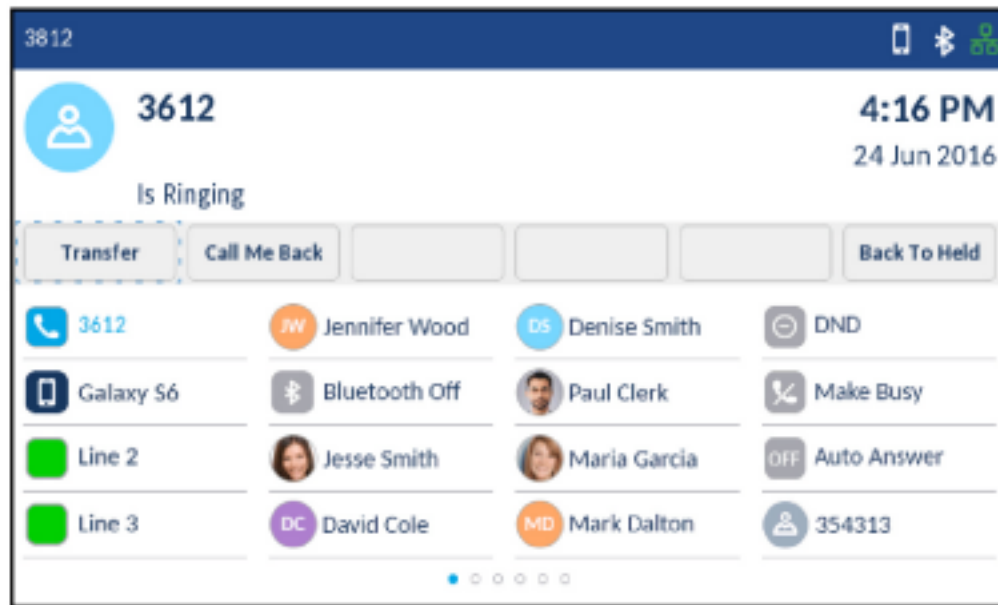 3812
3612
4:16 PM
24 Jun 2016
Is Ringing
Transfer Call Me Back Back To Held
3612 JW Jennifer Wood DS Denise Smith DND
Galaxy S6 Bluetooth Off Paul Clerk Make Busy
Line 2 Jesse Smith Maria Garcia OFF Auto Answer
Line 3 DC David Cole MD Mark Dalton 354313